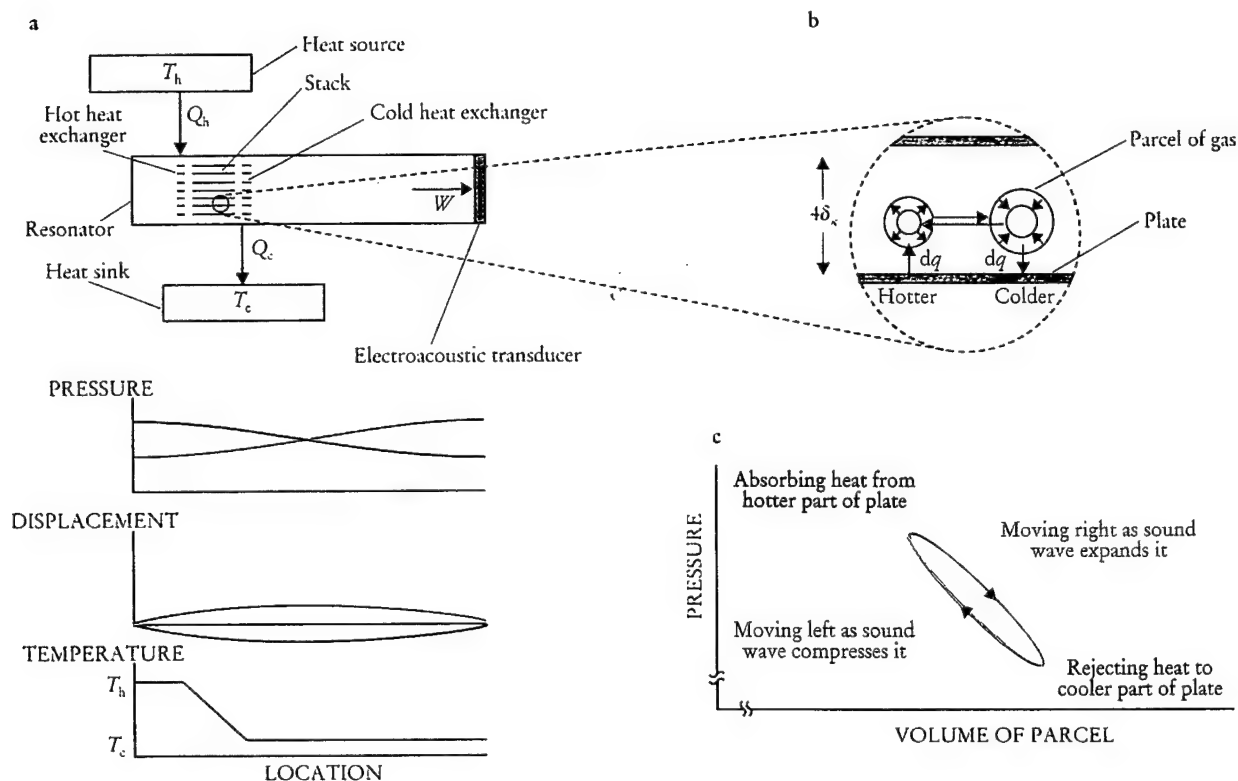 a
Heat source
T_h
Stack
Q_h
Hot heat
exchanger
Cold heat exchanger
W
Resonator
Q_c
Heat sink
T_c
Electroacoustic transducer
b
Parcel of gas
4δ_κ
Plate
dq
dq
Hotter
Colder
PRESSURE
DISPLACEMENT
TEMPERATURE
T_h
T_c
LOCATION
c
PRESSURE
Absorbing heat from
hotter part of plate
Moving right as sound
wave expands it
Moving left as sound
wave compresses it
Rejecting heat to
cooler part of plate
VOLUME OF PARCEL